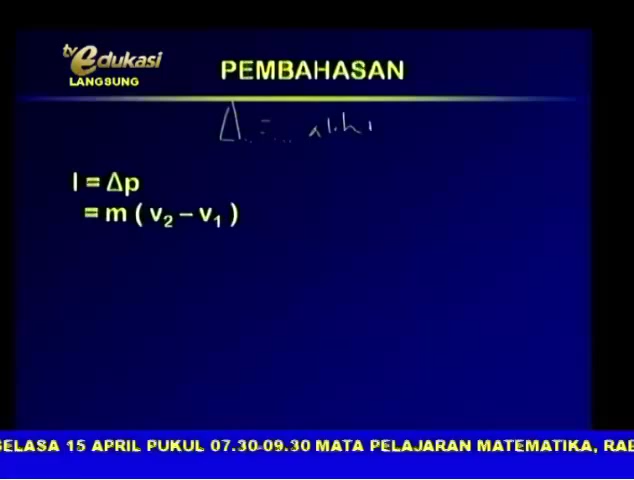 tv edukasi
LANGSUNG
PEMBAHASAN
Δ = ...
I = Δp
= m ( v₂ – v₁ )
SELASA 15 APRIL PUKUL 07.30-09.30 MATA PELAJARAN MATEMATIKA, RAB